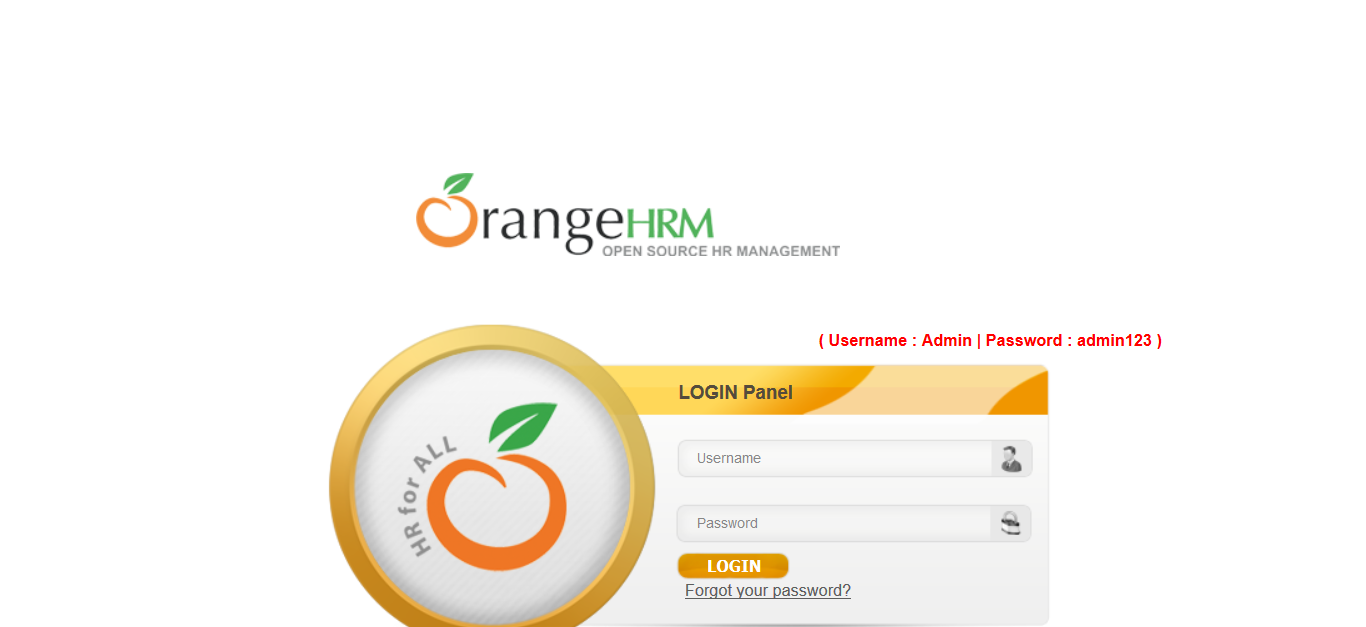 OrangeHRM
OPEN SOURCE HR MANAGEMENT
( Username : Admin | Password : admin123 )
LOGIN Panel
HR for ALL
Username
Password
LOGIN
Forgot your password?